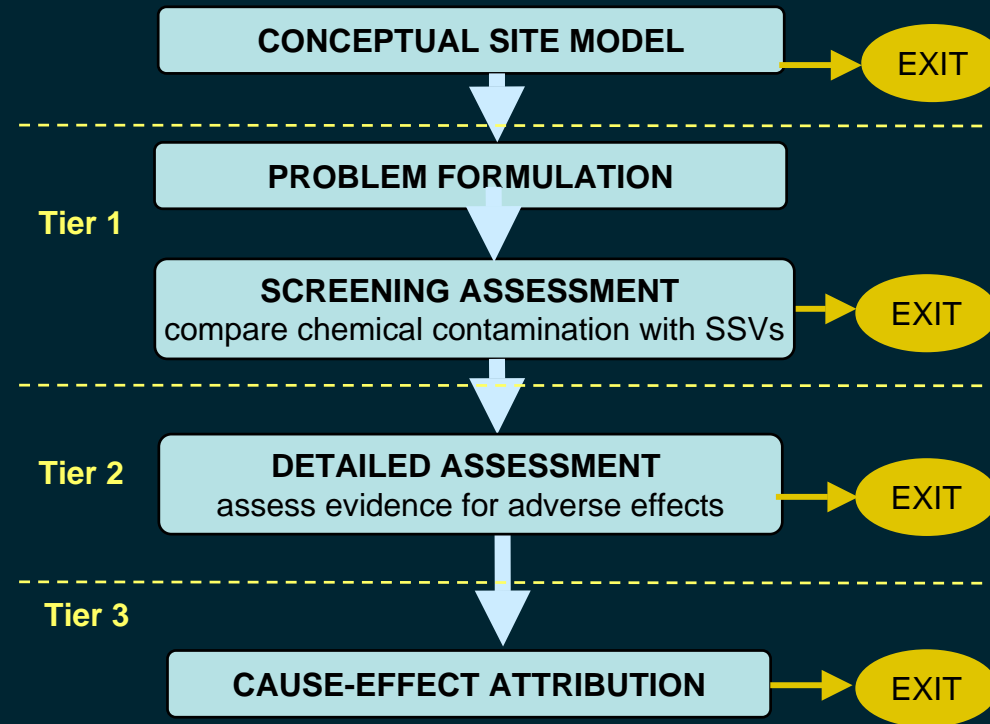 CONCEPTUAL SITE MODEL
EXIT
PROBLEM FORMULATION
Tier 1
SCREENING ASSESSMENT
compare chemical contamination with SSVs
EXIT
Tier 2
DETAILED ASSESSMENT
assess evidence for adverse effects
EXIT
Tier 3
CAUSE-EFFECT ATTRIBUTION
EXIT